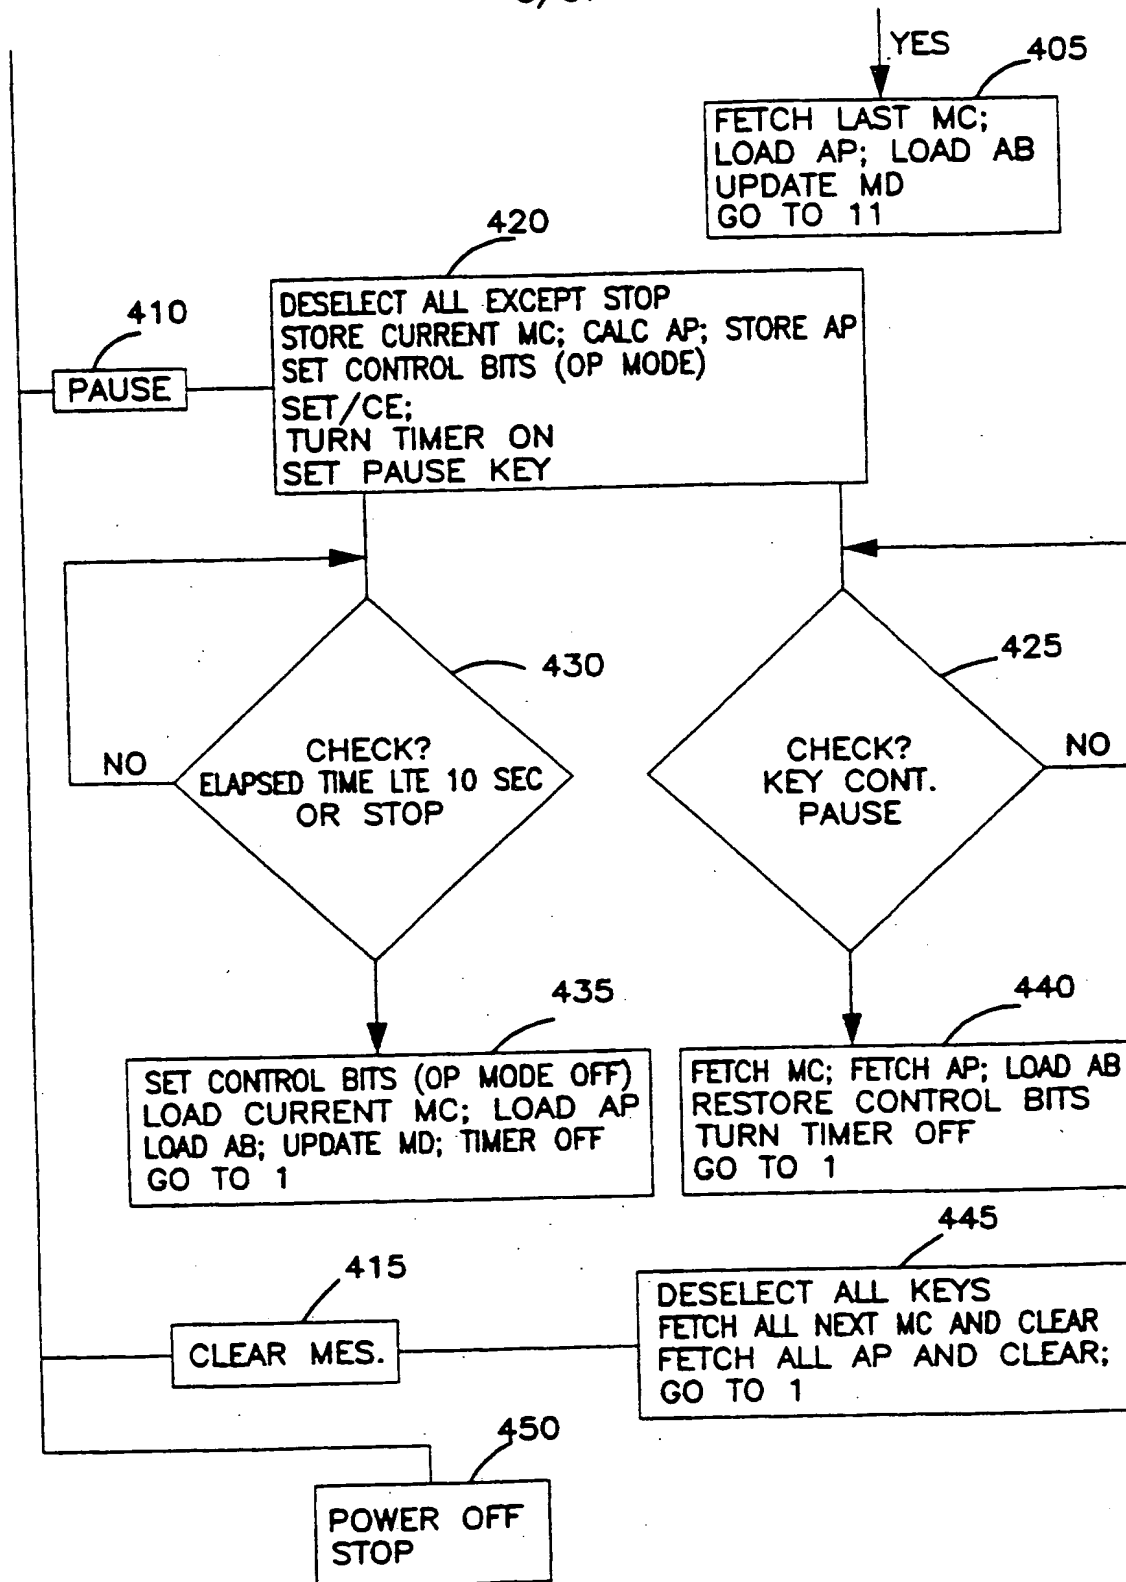 YES
405
FETCH LAST MC;
LOAD AP; LOAD AB
UPDATE MD
GO TO 11
420
DESELECT ALL EXCEPT STOP
STORE CURRENT MC; CALC AP; STORE AP
SET CONTROL BITS (OP MODE)
SET/CE;
TURN TIMER ON
SET PAUSE KEY
410
PAUSE
430
CHECK?
ELAPSED TIME LTE 10 SEC
OR STOP
NO
425
CHECK?
KEY CONT.
PAUSE
NO
435
SET CONTROL BITS (OP MODE OFF)
LOAD CURRENT MC; LOAD AP
LOAD AB; UPDATE MD; TIMER OFF
GO TO 1
440
FETCH MC; FETCH AP; LOAD AB
RESTORE CONTROL BITS
TURN TIMER OFF
GO TO 1
415
CLEAR MES.
445
DESELECT ALL KEYS
FETCH ALL NEXT MC AND CLEAR
FETCH ALL AP AND CLEAR;
GO TO 1
450
POWER OFF
STOP